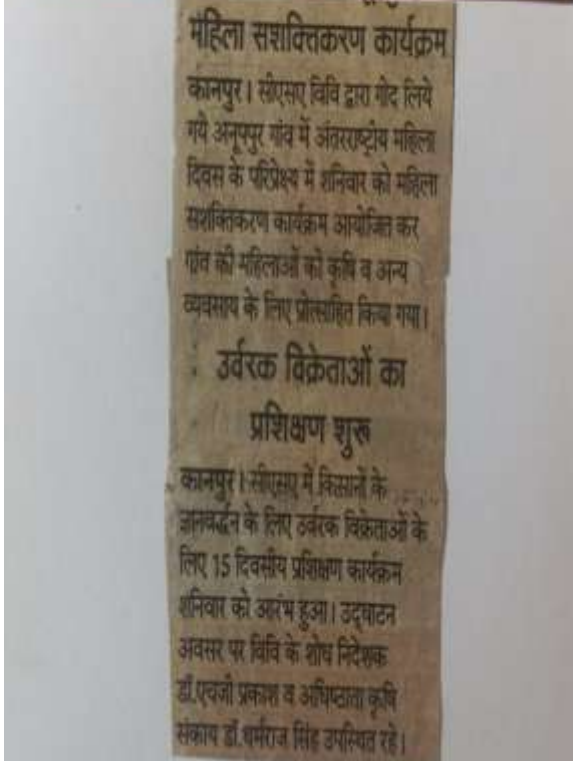 महिला सशक्तिकरण कार्यक्रम
कानपुर। सीएसए विवि द्वारा गोद लिये
गये अनूपपुर गांव में अंतरराष्ट्रीय महिला
दिवस के परिप्रेक्ष्य में शनिवार को महिला
सशक्तिकरण कार्यक्रम आयोजित कर
गांव की महिलाओं को कृषि व अन्य
व्यवसाय के लिए प्रोत्साहित किया गया।
उर्वरक विक्रेताओं का
प्रशिक्षण शुरू
कानपुर। सीएसए में किसानों के
ज्ञानवर्द्धन के लिए उर्वरक विक्रेताओं के
लिए 15 दिवसीय प्रशिक्षण कार्यक्रम
शनिवार को आरंभ हुआ। उद्घाटन
अवसर पर विवि के शोध निदेशक
डॉ.एचजी प्रकाश व अधिष्ठाता कृषि
संकाय डॉ.धर्मराज सिंह उपस्थित रहे।